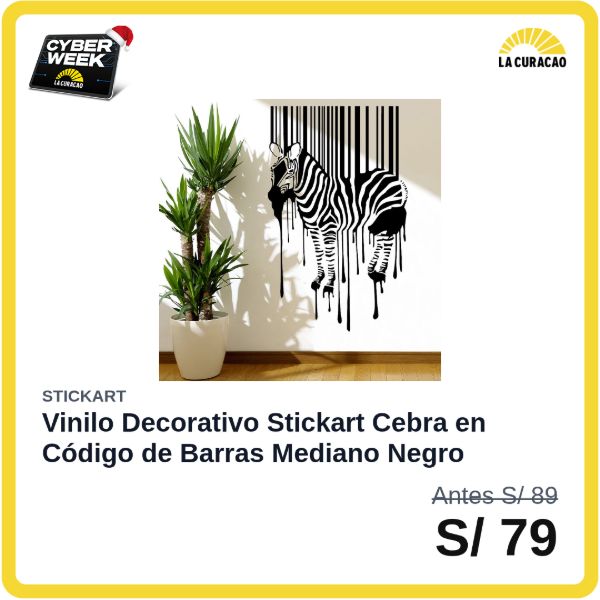 CYBER
WEEK
LA CURACAO
LA CURACAO
STICKART
Vinilo Decorativo Stickart Cebra en
Código de Barras Mediano Negro
Antes S/ 89
S/ 79